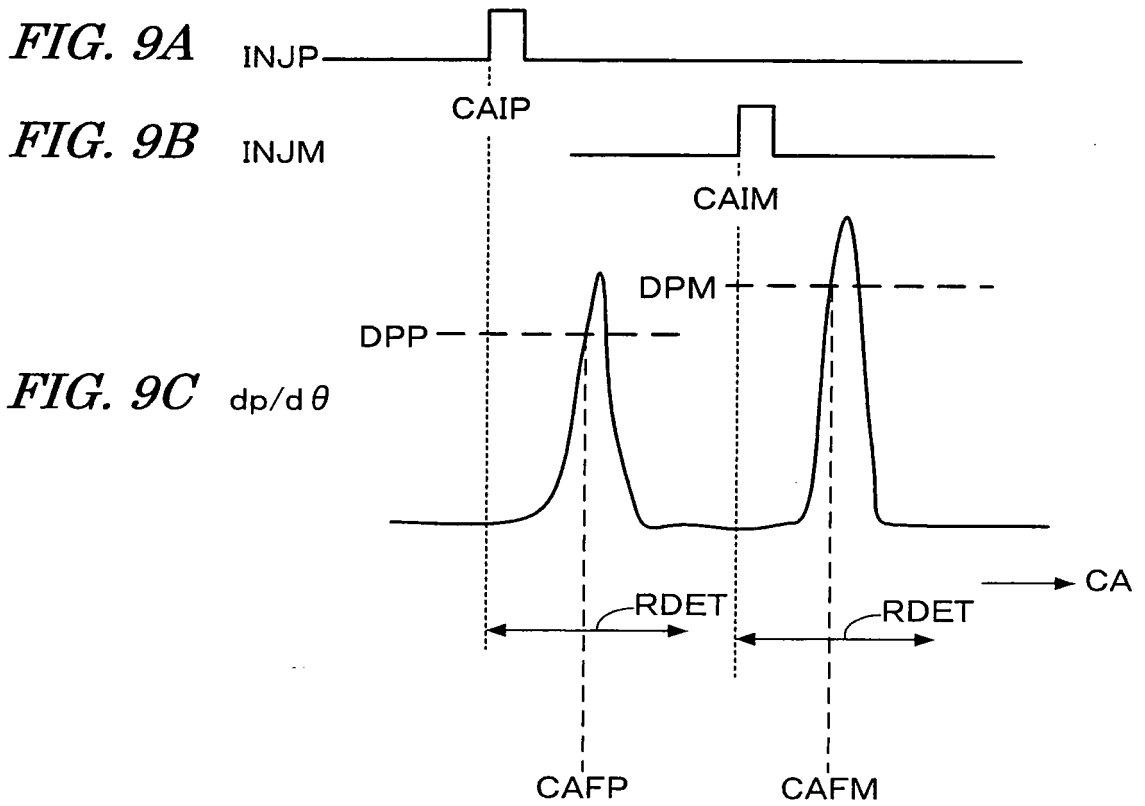 FIG. 9A INJP
CAIP
FIG. 9B INJM
CAIM
DPM
DPP
FIG. 9C dp/dθ
CA
RDET
RDET
CAFP
CAFM